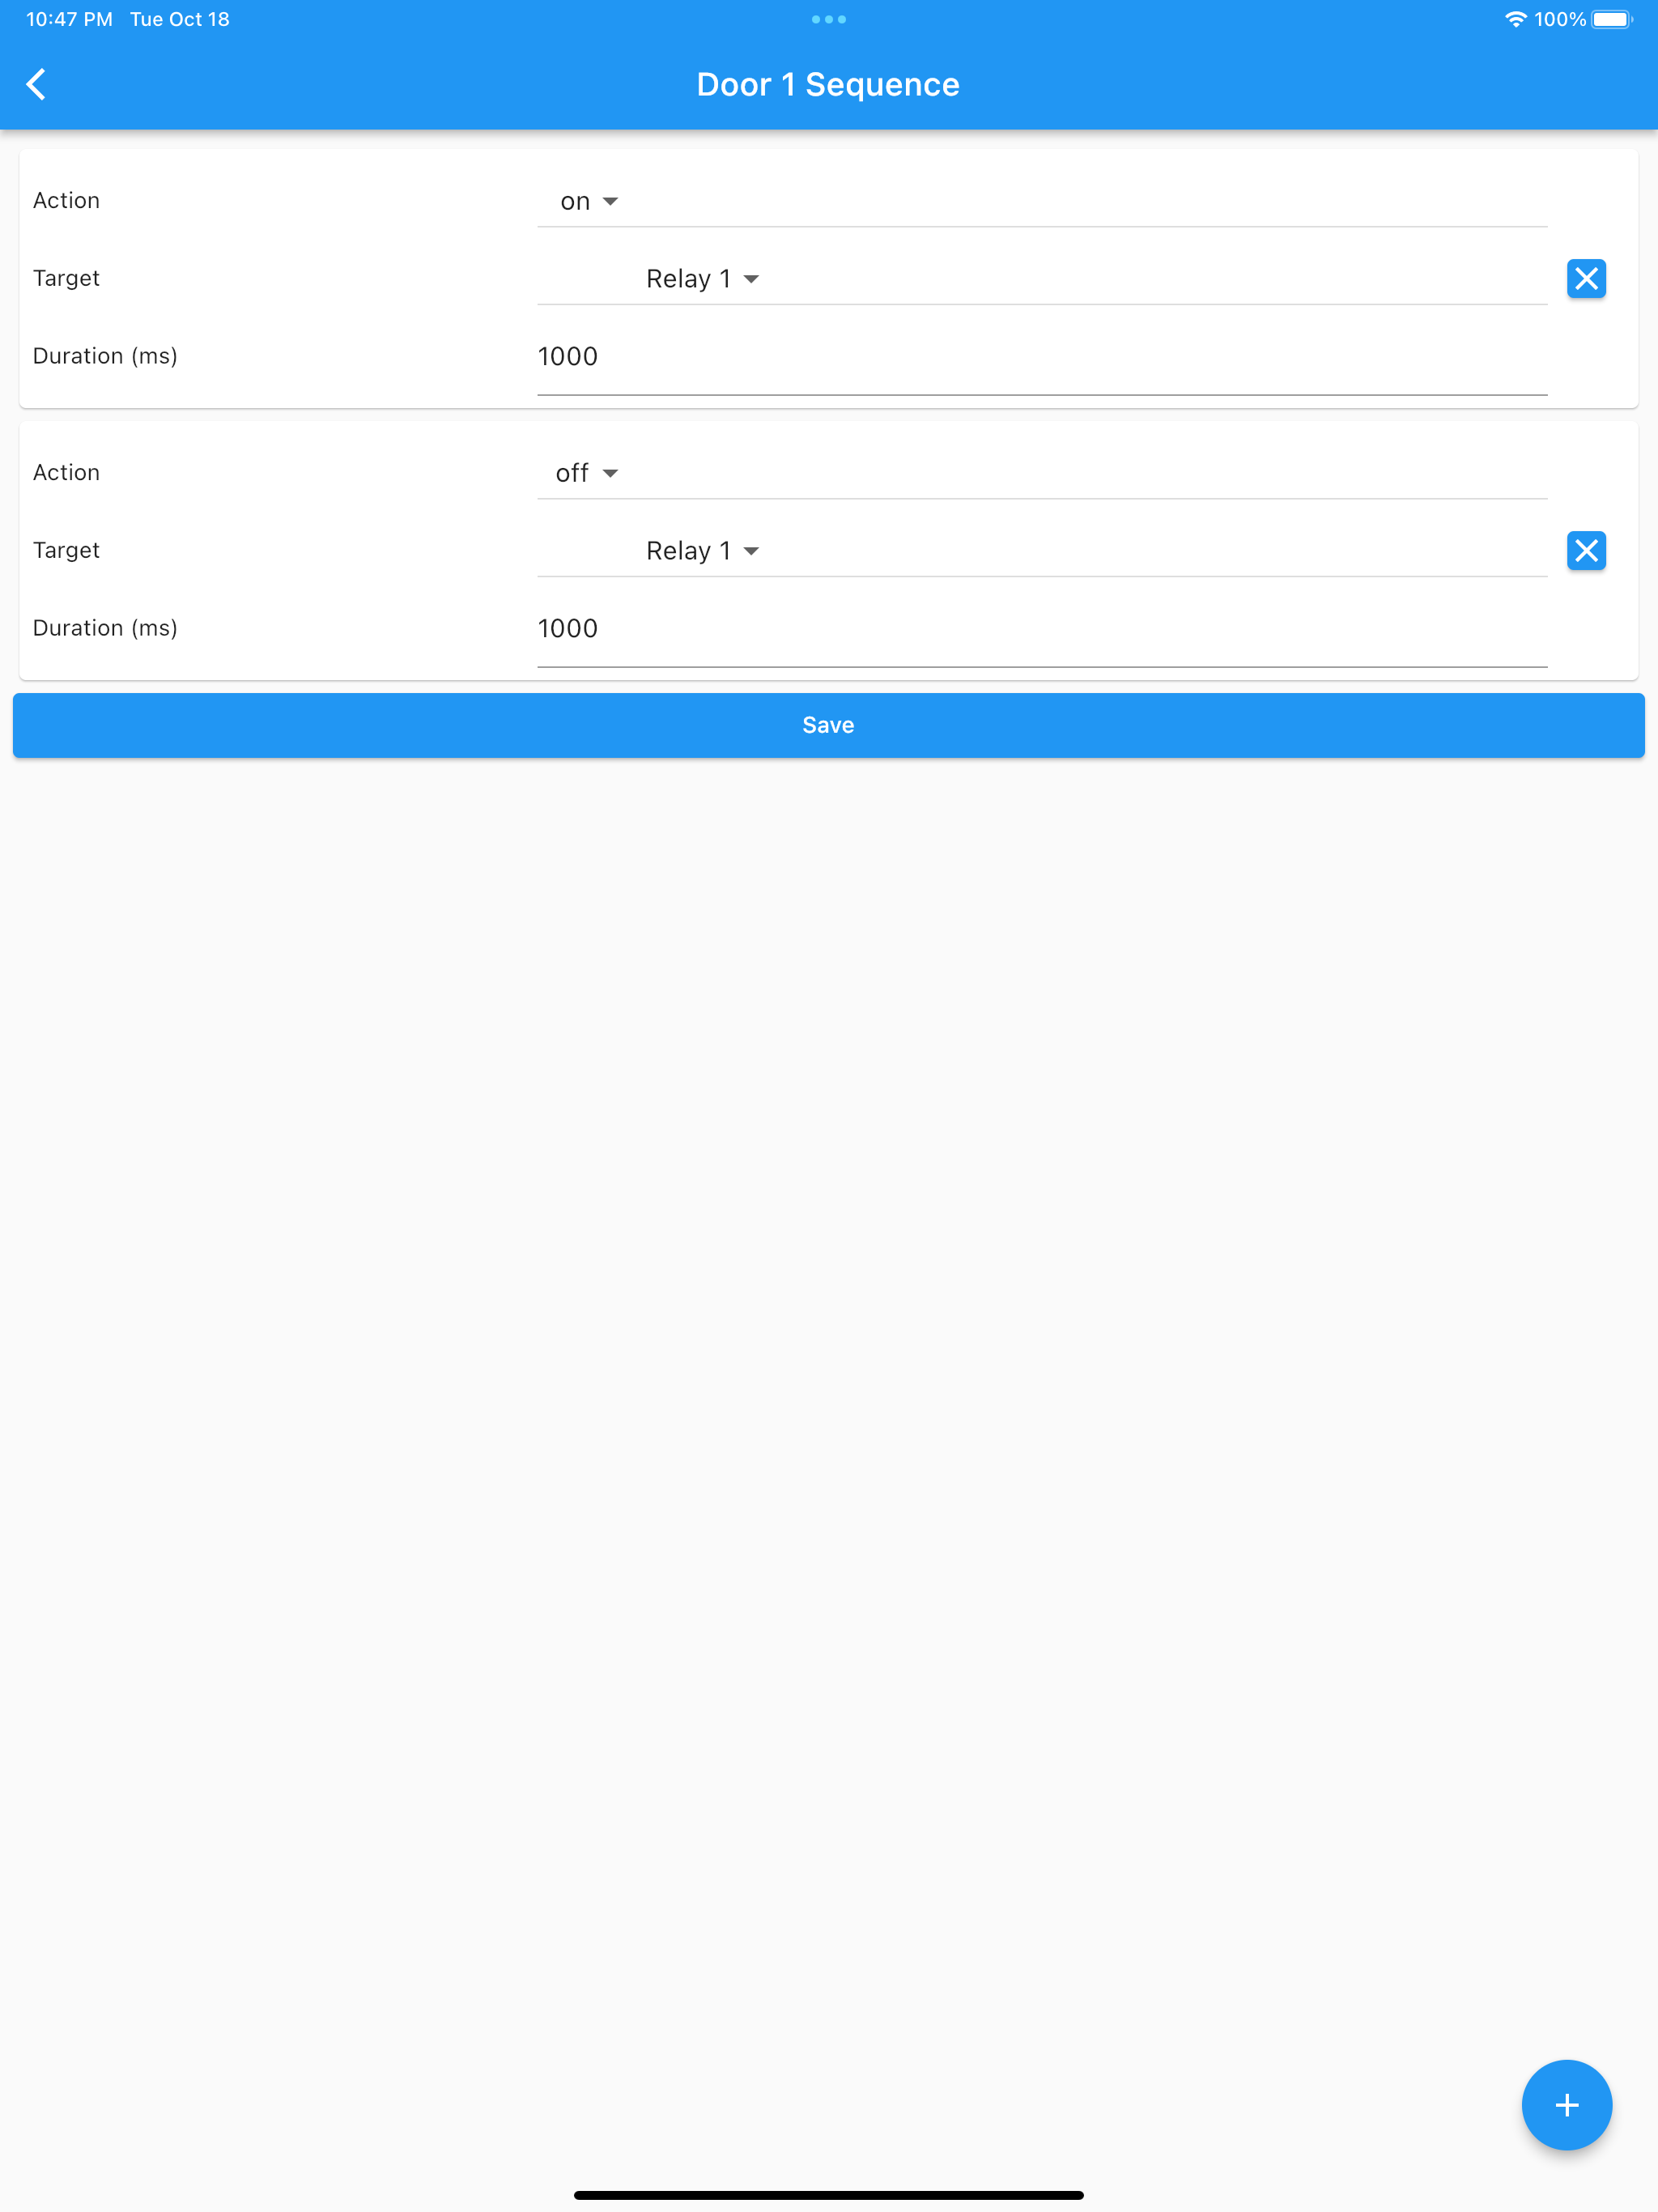 10:47 PM Tue Oct 18 100%
Door 1 Sequence
Action on
Target Relay 1
Duration (ms) 1000
Action off
Target Relay 1
Duration (ms) 1000
Save